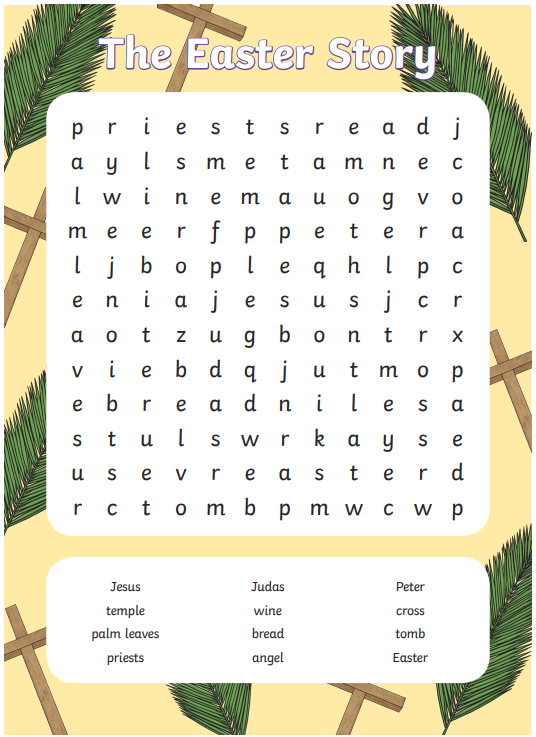 The Easter Story
p r i e s t s r e a d j
a y l s m e t a m n e c
l w i n e m a u o g v o
m e e r f p p e t e r a
l j b o p l e q h l p c
e n i a j e s u s j c r
a o t z u g b o n t r x
v i e b d q j u t m o p
e b r e a d n i l e s a
s t u l s w r k a y s e
u s e v r e a s t e r d
r c t o m b p m w c w p
Jesus Judas Peter
temple wine cross
palm leaves bread tomb
priests angel Easter